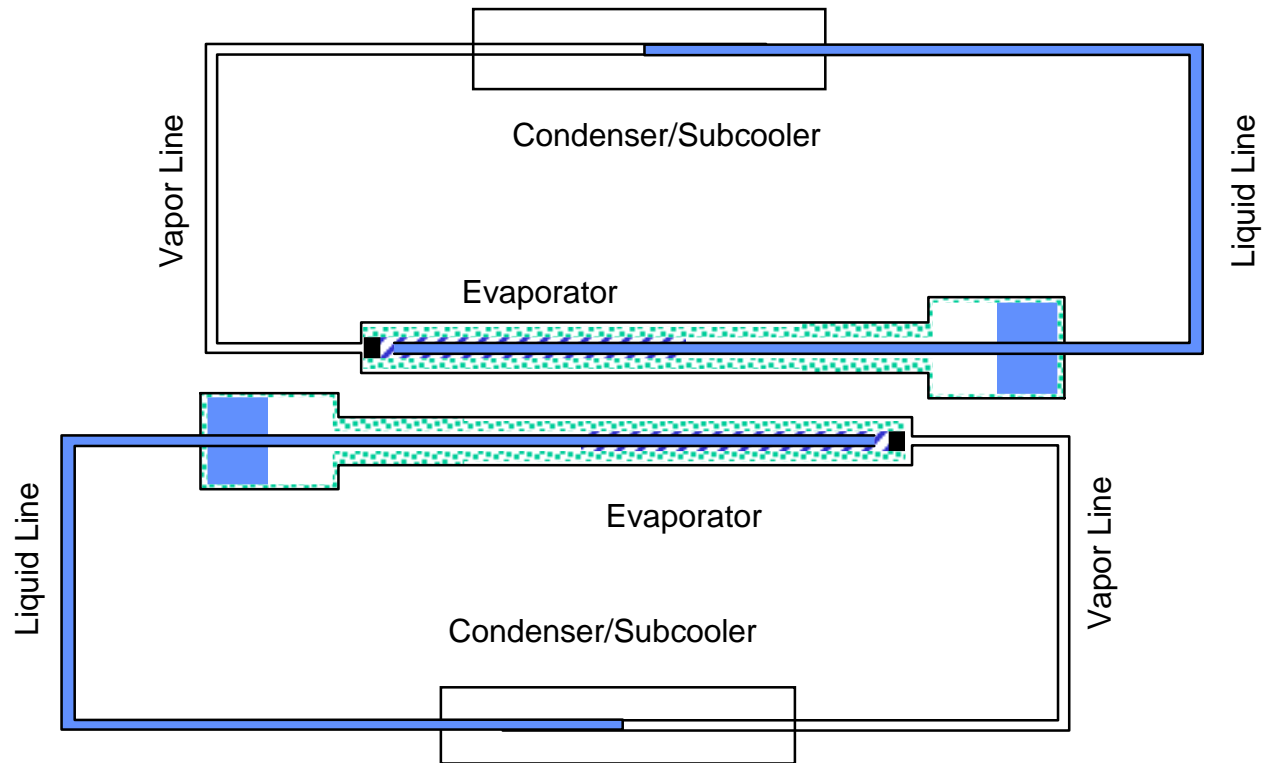 Condenser/Subcooler
Vapor Line
Liquid Line
Evaporator
Evaporator
Liquid Line
Vapor Line
Condenser/Subcooler